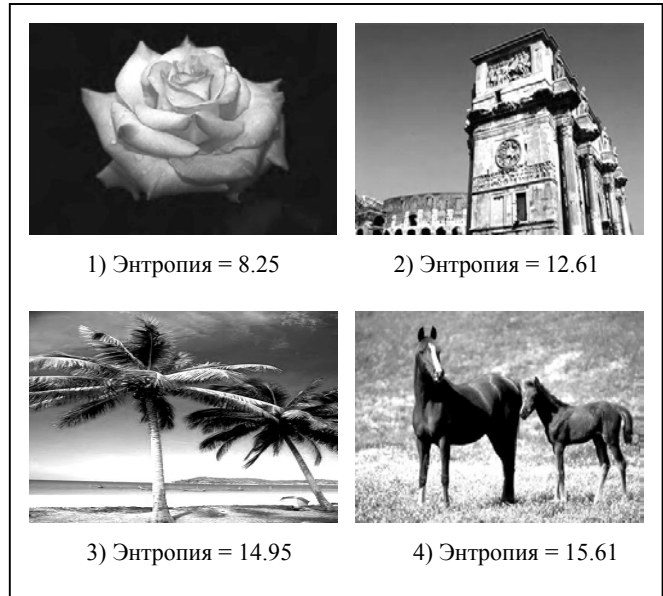 1) Энтропия = 8.25
2) Энтропия = 12.61
3) Энтропия = 14.95
4) Энтропия = 15.61